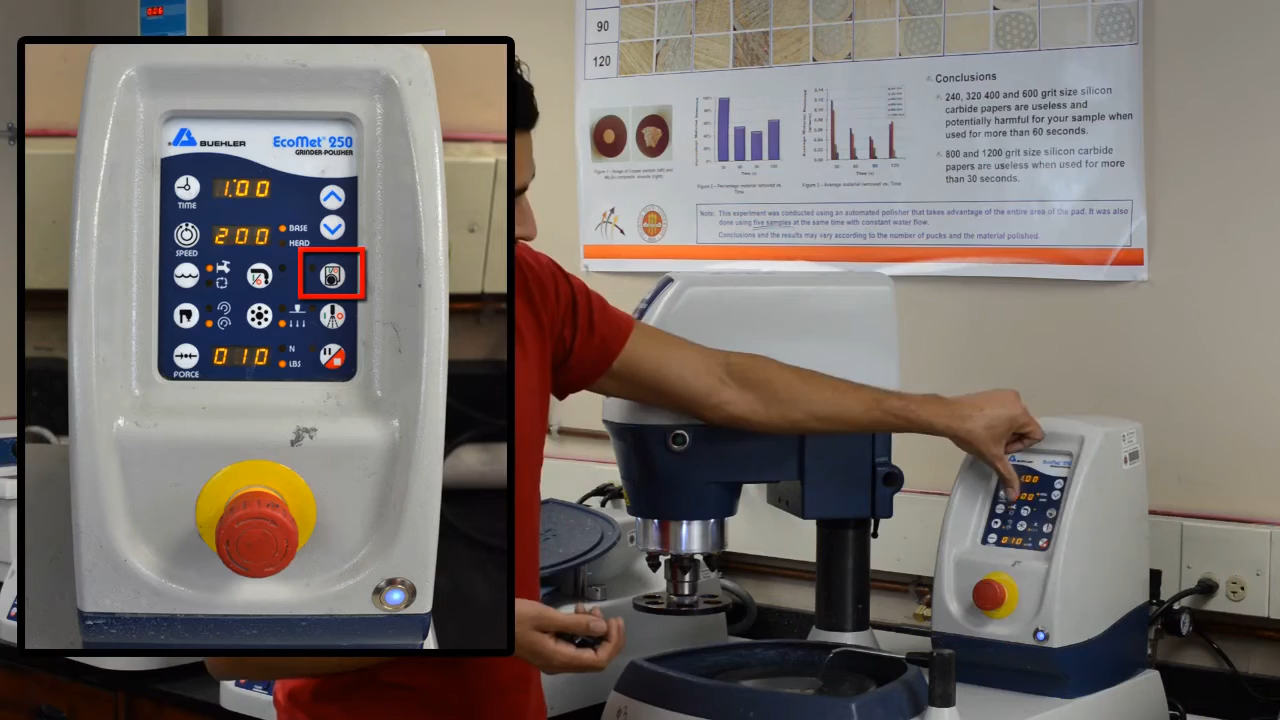 BUEHLER
EcoMet® 250
GRINDER-POLISHER
TIME
1:00
SPEED
200
BASE
HEAD
FORCE
010
N
LBS
90
120
Conclusions
240, 320 400 and 600 grit size silicon
carbide papers are useless and
potentially harmful for your sample when
used for more than 60 seconds.
800 and 1200 grit size silicon carbide
papers are useless when used for more
than 30 seconds.
Note: This experiment was conducted using an automated polisher that takes advantage of the entire area of the pad. It was also
done using five samples at the same time with constant water flow.
Conclusions and the results may vary according to the number of pucks and the material polished.
BUEHLER
010